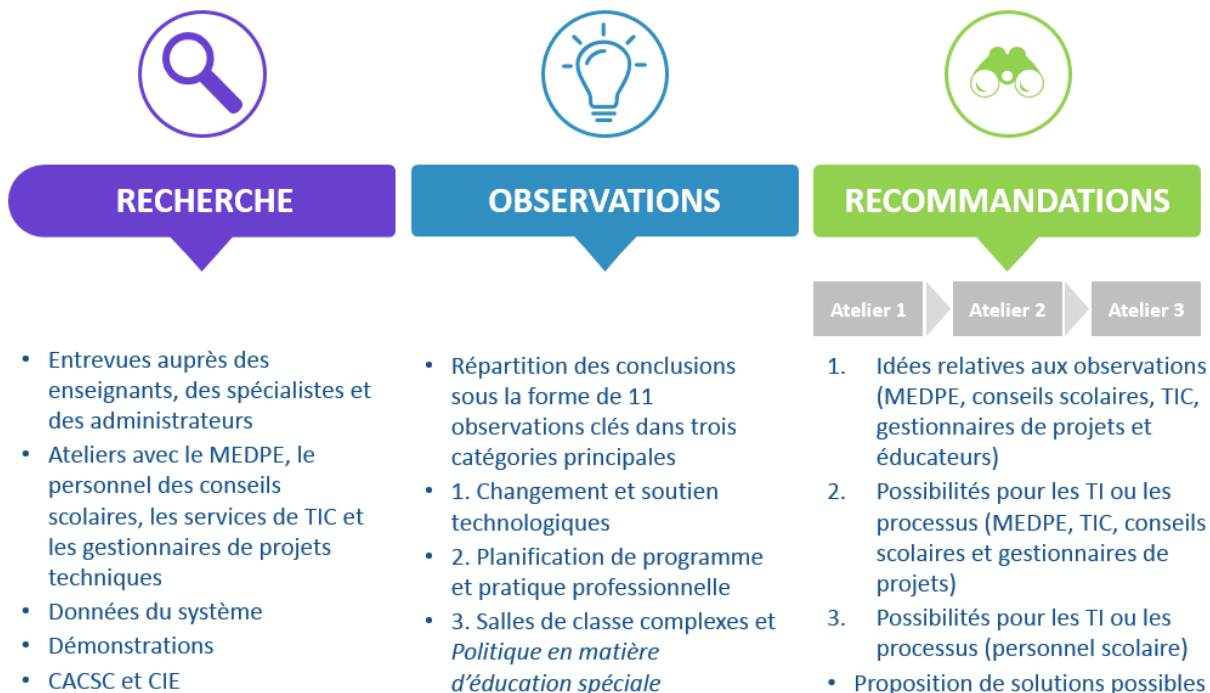 RECHERCHE
• Entrevues auprès des
enseignants, des spécialistes et
des administrateurs
• Ateliers avec le MEDPE, le
personnel des conseils
scolaires, les services de TIC et
les gestionnaires de projets
techniques
• Données du système
• Démonstrations
• CACSC et CIE
OBSERVATIONS
• Répartition des conclusions
sous la forme de 11
observations clés dans trois
catégories principales
• 1. Changement et soutien
technologiques
• 2. Planification de programme
et pratique professionnelle
• 3. Salles de classe complexes et
Politique en matière
d'éducation spéciale
RECOMMANDATIONS
Atelier 1
Atelier 2
Atelier 3
1. Idées relatives aux observations
(MEDPE, conseils scolaires, TIC,
gestionnaires de projets et
éducateurs)
2. Possibilités pour les TI ou les
processus (MEDPE, TIC, conseils
scolaires et gestionnaires de
projets)
3. Possibilités pour les TI ou les
processus (personnel scolaire)
• Proposition de solutions possibles